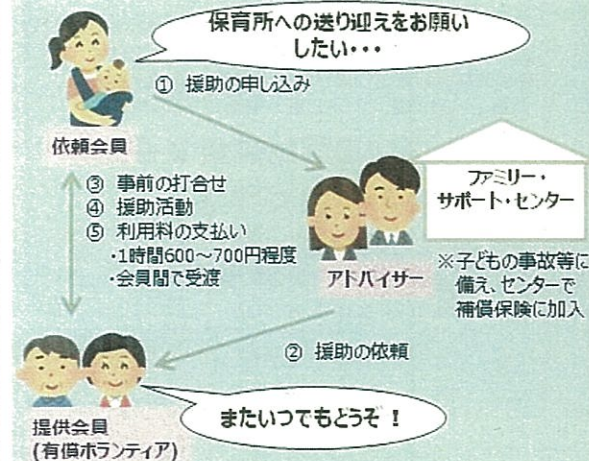 保育所への送り迎えをお願い
したい・・・
① 援助の申し込み
依頼会員
ファミリー・
サポート・センター
③ 事前の打合せ
④ 援助活動
⑤ 利用料の支払い
・1時間600～700円程度
・会員間で受渡
アドバイザー
※子どもの事故等に
備え、センターで
補償保険に加入
② 援助の依頼
またいつでもどうぞ！
提供会員
(有償ボランティア)